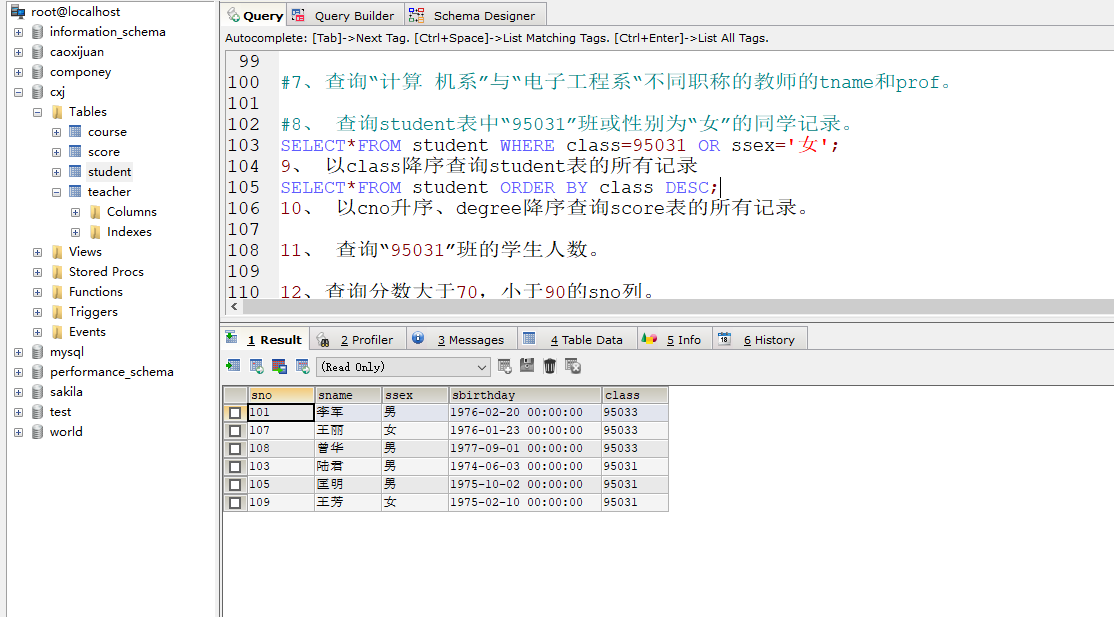 root@localhost
information_schema
caoxijuan
componey
cxj
Tables
course
score
student
teacher
Columns
Indexes
Views
Stored Procs
Functions
Triggers
Events
mysql
performance_schema
sakila
test
world
Query Query Builder Schema Designer
Autocomplete: [Tab]->Next Tag. [Ctrl+Space]->List Matching Tags. [Ctrl+Enter]->List All Tags.
99
100 #7、查询“计算 机系”与“电子工程系“不同职称的教师的tname和prof。
101
102 #8、 查询student表中“95031”班或性别为“女”的同学记录。
103 SELECT*FROM student WHERE class=95031 OR ssex='女';
104 9、 以class降序查询student表的所有记录
105 SELECT*FROM student ORDER BY class DESC;
106 10、 以cno升序、degree降序查询score表的所有记录。
107
108 11、 查询“95031”班的学生人数。
109
110 12、查询分数大于70，小于90的sno列。
1 Result 2 Profiler 3 Messages 4 Table Data 5 Info 18 6 History
(Read Only)
sno sname ssex sbirthday class
101 李军 男 1976-02-20 00:00:00 95033
107 王丽 女 1976-01-23 00:00:00 95033
108 曾华 男 1977-09-01 00:00:00 95033
103 陆君 男 1974-06-03 00:00:00 95031
105 匡明 男 1975-10-02 00:00:00 95031
109 王芳 女 1975-02-10 00:00:00 95031